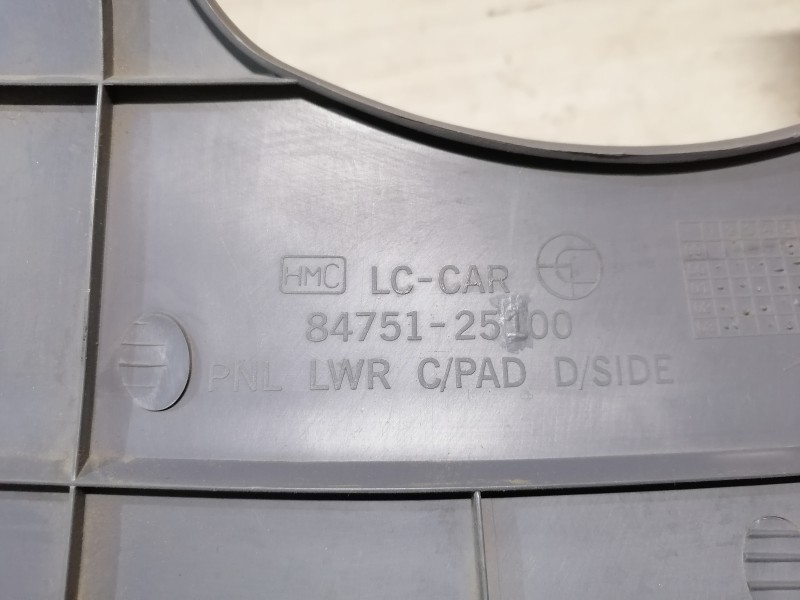 HMC LC-CAR
84751-25100
PNL LWR C/PAD D/SIDE